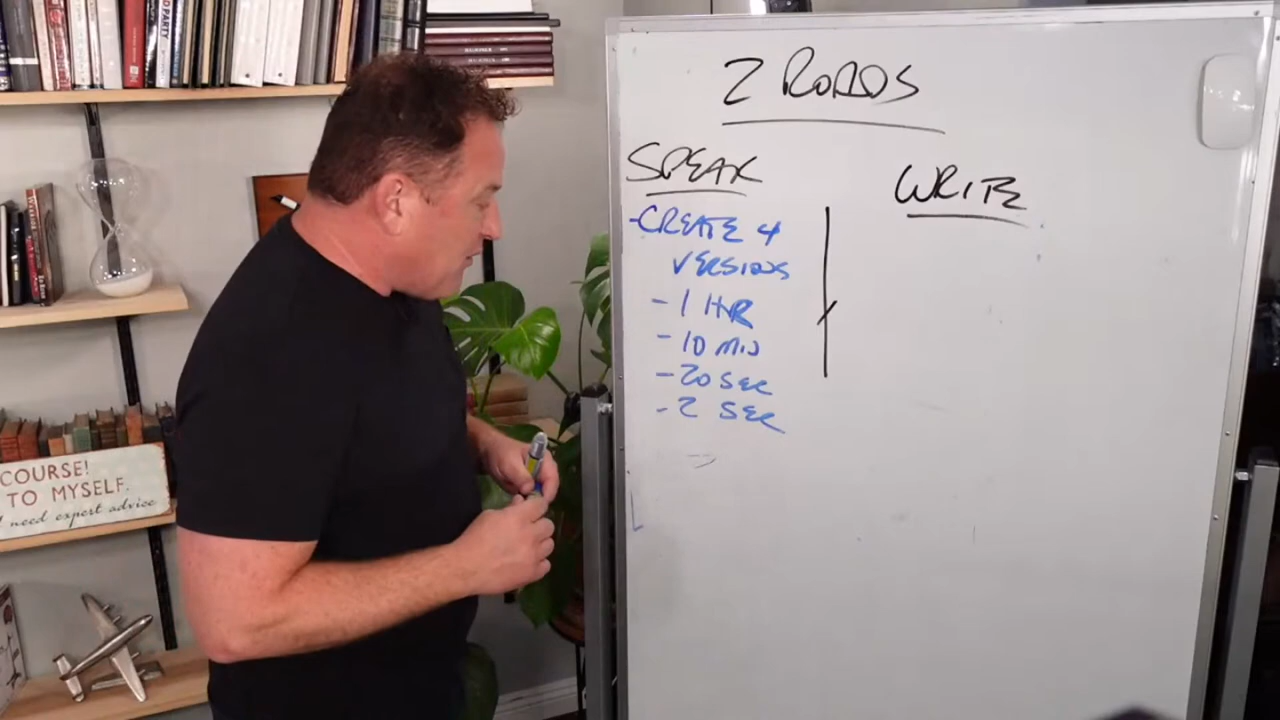 2 ROADS
SPEAK
WRITE
- CREATE 4
VERSIONS
- 1 HR
- 10 MIN
- 20 SEC
- 2 SEC
COURSE!
TO MYSELF.
need expert advice
PARTY